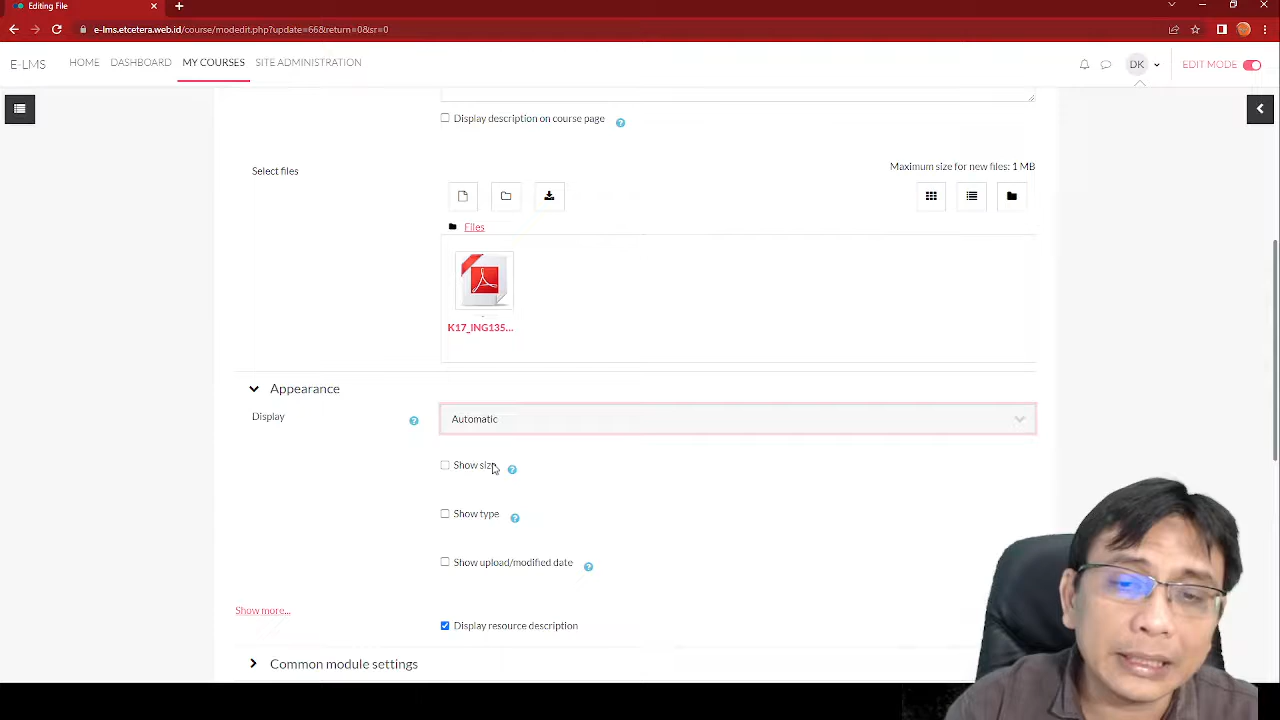 Editing File
e-lms.etcetera.web.id/course/modedit.php?update=66&return=0&sr=0
E-LMS HOME DASHBOARD MY COURSES SITE ADMINISTRATION DK EDIT MODE
Display description on course page
Select files
Maximum size for new files: 1 MB
Files
K17_ING135...
Appearance
Display
Automatic
Show size
Show type
Show upload/modified date
Show more...
Display resource description
Common module settings